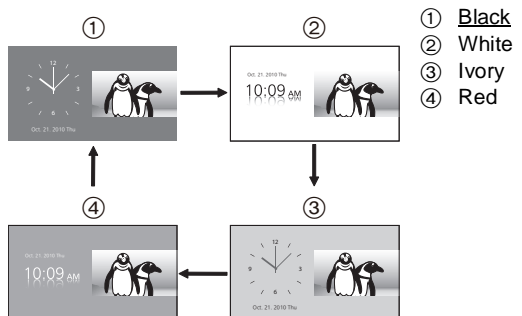 ①
12
9
3
6
Oct. 21. 2010 Thu
②
Oct. 21. 2010 Thu
10:09 AM
① Black
② White
③ Ivory
④ Red
④
Oct. 21. 2010 Thu
10:09 AM
③
12
9
3
6
Oct. 21. 2010 Thu